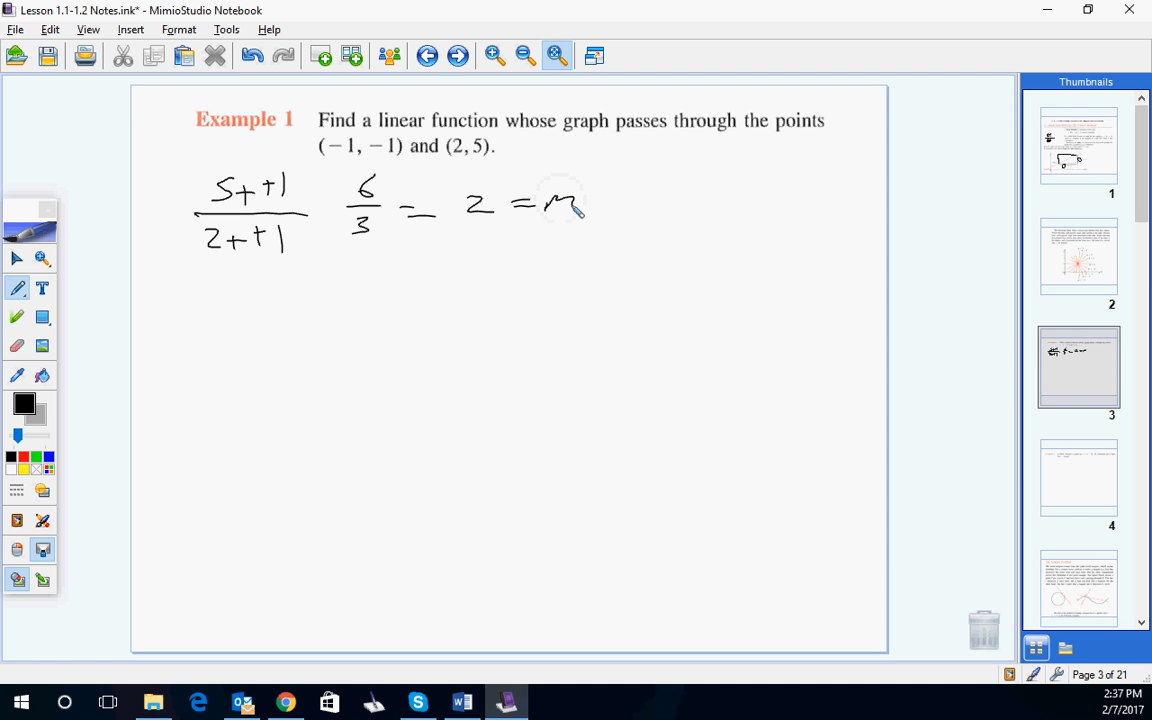 Lesson 1.1-1.2 Notes.ink* - MimioStudio Notebook
File Edit View Insert Format Tools Help
Thumbnails
Example 1 Find a linear function whose graph passes through the points
(−1, −1) and (2, 5).
5++1
2++1
6
3
= 2 = m
1
2
3
4
Page 3 of 21
2:37 PM
2/7/2017